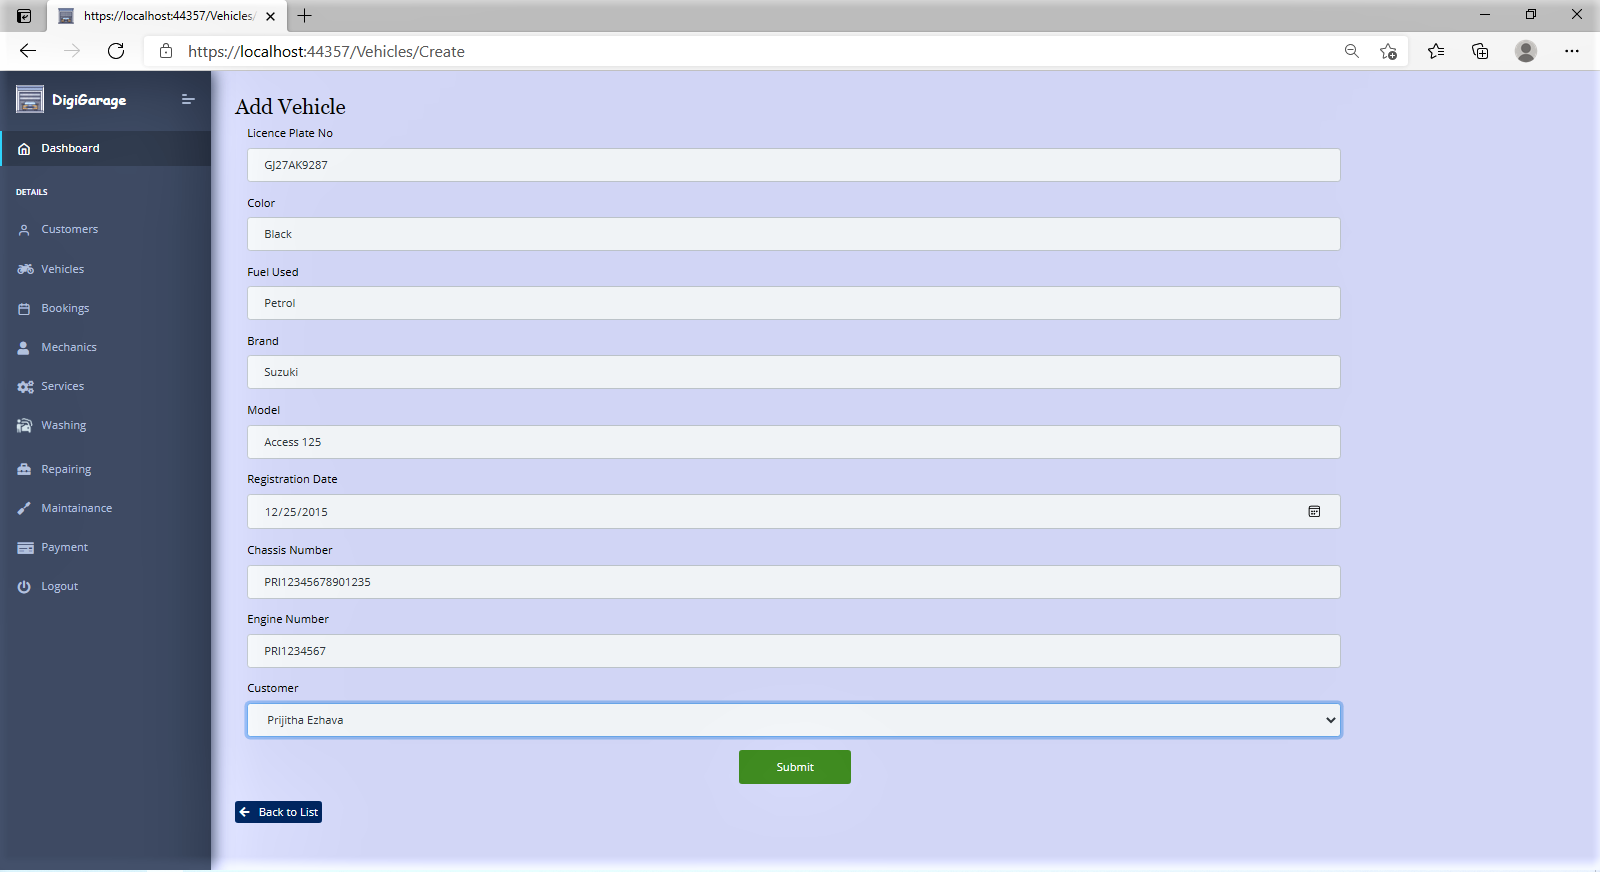 https://localhost:44357/Vehicles/
https://localhost:44357/Vehicles/Create
DigiGarage
Dashboard
DETAILS
Customers
Vehicles
Bookings
Mechanics
Services
Washing
Repairing
Maintainance
Payment
Logout
Add Vehicle
Licence Plate No
GJ27AK9287
Color
Black
Fuel Used
Petrol
Brand
Suzuki
Model
Access 125
Registration Date
12/25/2015
Chassis Number
PRI12345678901235
Engine Number
PRI1234567
Customer
Prijitha Ezhava
Submit
Back to List